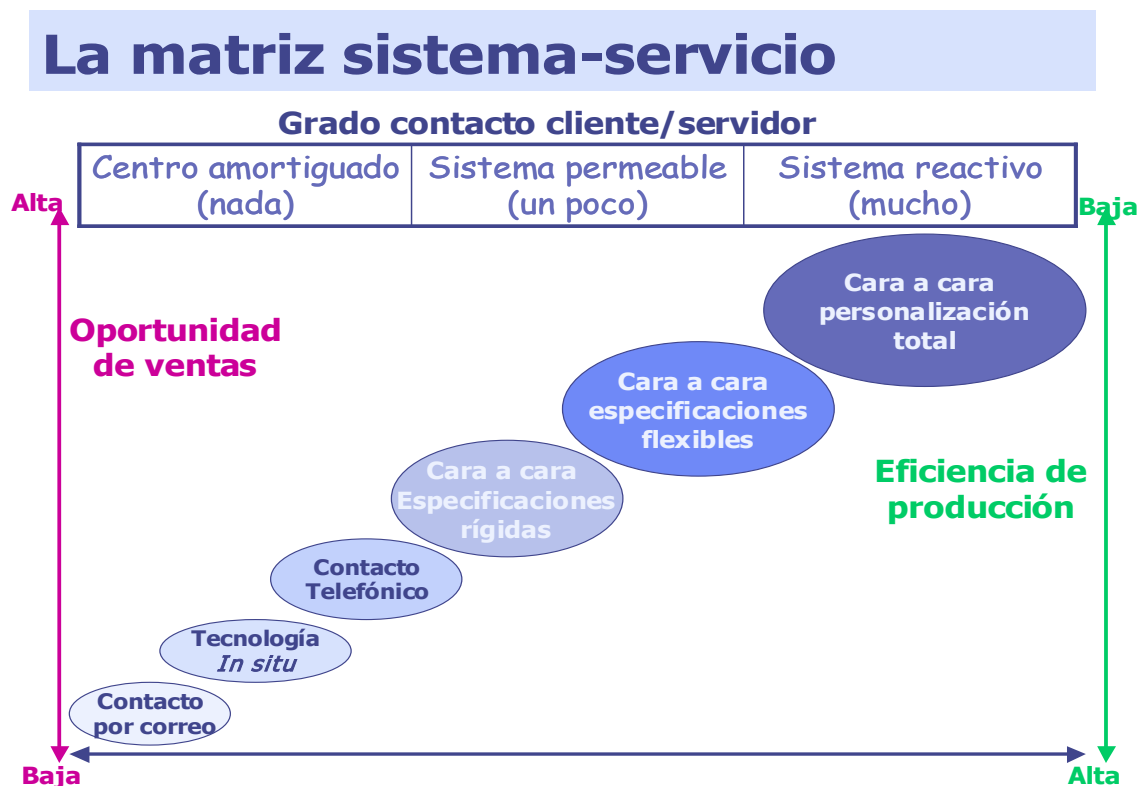 La matriz sistema-servicio
Grado contacto cliente/servidor
Centro amortiguado
(nada)
Sistema permeable
(un poco)
Sistema reactivo
(mucho)
Alta
Baja
Cara a cara
personalización
total
Oportunidad
de ventas
Cara a cara
especificaciones
flexibles
Cara a cara
Especificaciones
rígidas
Eficiencia de
producción
Contacto
Telefónico
Tecnología
In situ
Contacto
por correo
Baja
Alta